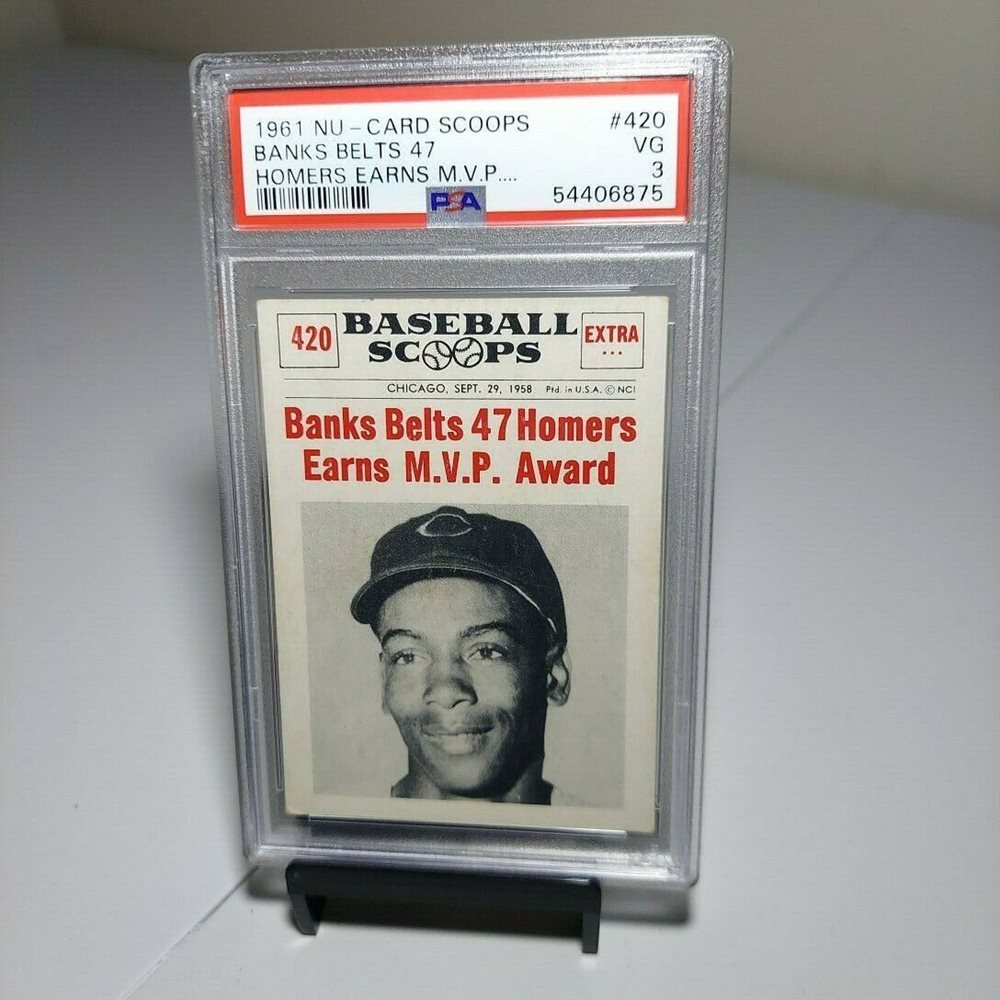 1961 NU-CARD SCOOPS #420
BANKS BELTS 47 VG
HOMERS EARNS M.V.P.... 3
PSA 54406875
420 BASEBALL SCOOPS EXTRA ...
CHICAGO, SEPT. 29, 1958 Ptd. in U.S.A. © NCI
Banks Belts 47 Homers
Earns M.V.P. Award
C